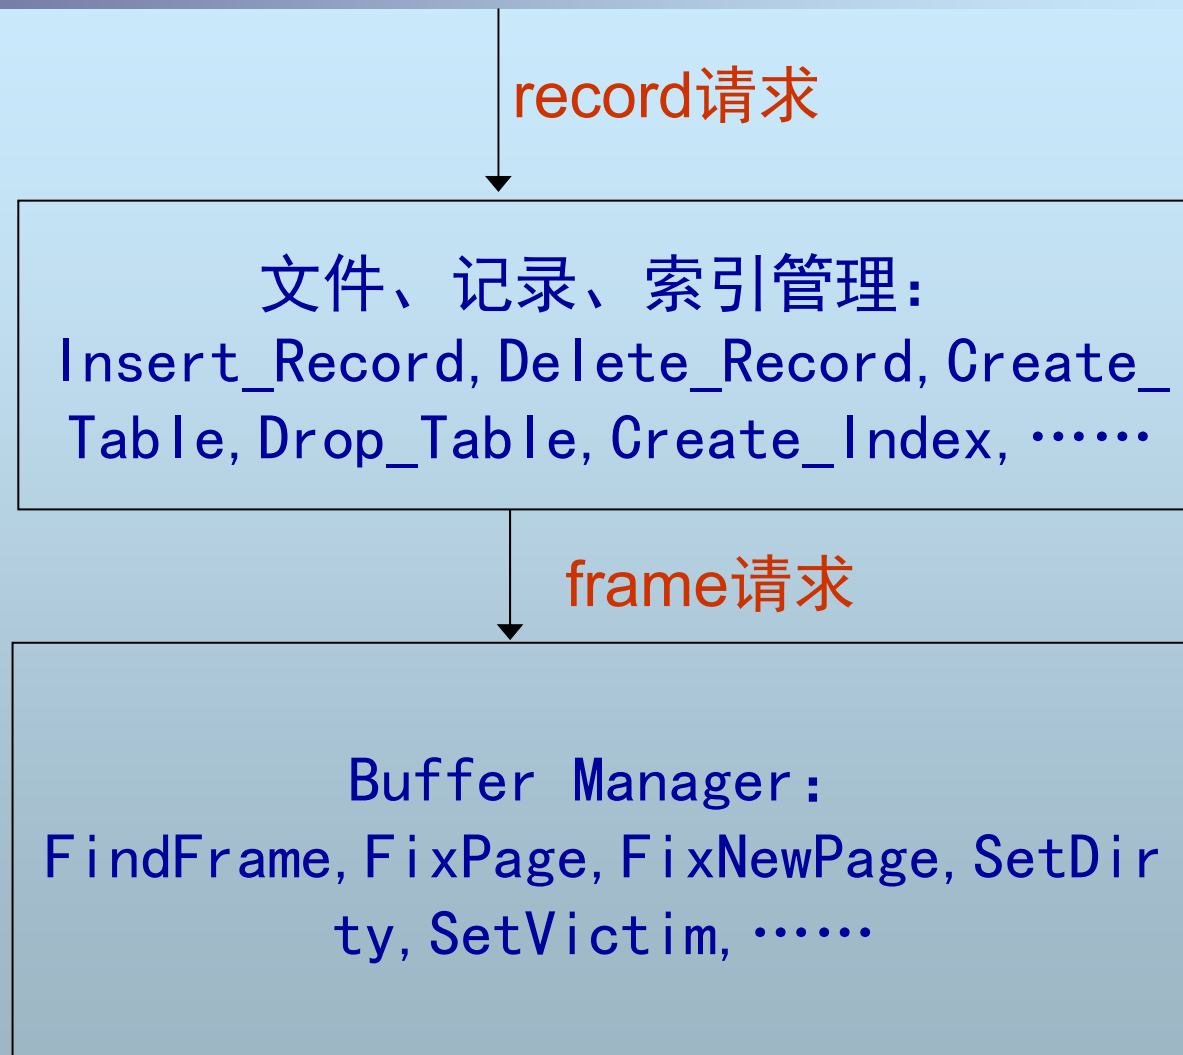 record请求
文件、记录、索引管理：
Insert_Record,Delete_Record,Create_
Table,Drop_Table,Create_Index,……
frame请求
Buffer Manager：
FindFrame,FixPage,FixNewPage,SetDir
ty,SetVictim,……